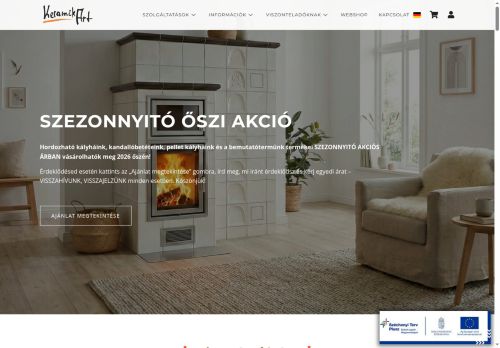 KeramikArt
SZOLGÁLTATÁSOK
INFORMÁCIÓK
VISZONTELADÓKNAK
WEBSHOP
KAPCSOLAT
SZEZONNYITÓ ŐSZI AKCIÓ
Hordozható kályháink, kandallóbetéteink, pellet kályháink és a bemutatótermünk termékei SZEZONNYITÓ AKCIÓS
ÁRBAN vásárolhatók meg 2026 őszén!
Érdeklődésed esetén kattints az „Ajánlat megtekintése” gombra, írd meg, mi iránt érdeklődsz és kérj egyedi árat –
VISSZAHÍVUNK, VISSZAJELZÜNK minden esetben. Köszönjük!
AJÁNLAT MEGTEKINTÉSE
Széchenyi Terv
Plusz